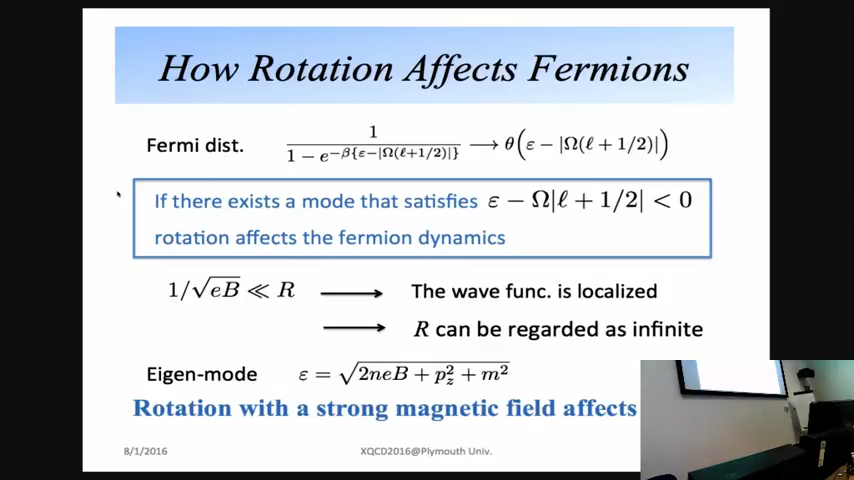 How Rotation Affects Fermions
Fermi dist. 1 / (1 − e^{−β{ε−|Ω(ℓ+1/2)|}}) ⟶ θ(ε − |Ω(ℓ + 1/2)|)
If there exists a mode that satisfies ε − Ω|ℓ + 1/2| < 0
rotation affects the fermion dynamics
1/√eB ≪ R ⟶ The wave func. is localized
⟶ R can be regarded as infinite
Eigen-mode ε = √(2neB + p_z² + m²)
Rotation with a strong magnetic field affects
8/1/2016 XQCD2016@Plymouth Univ.